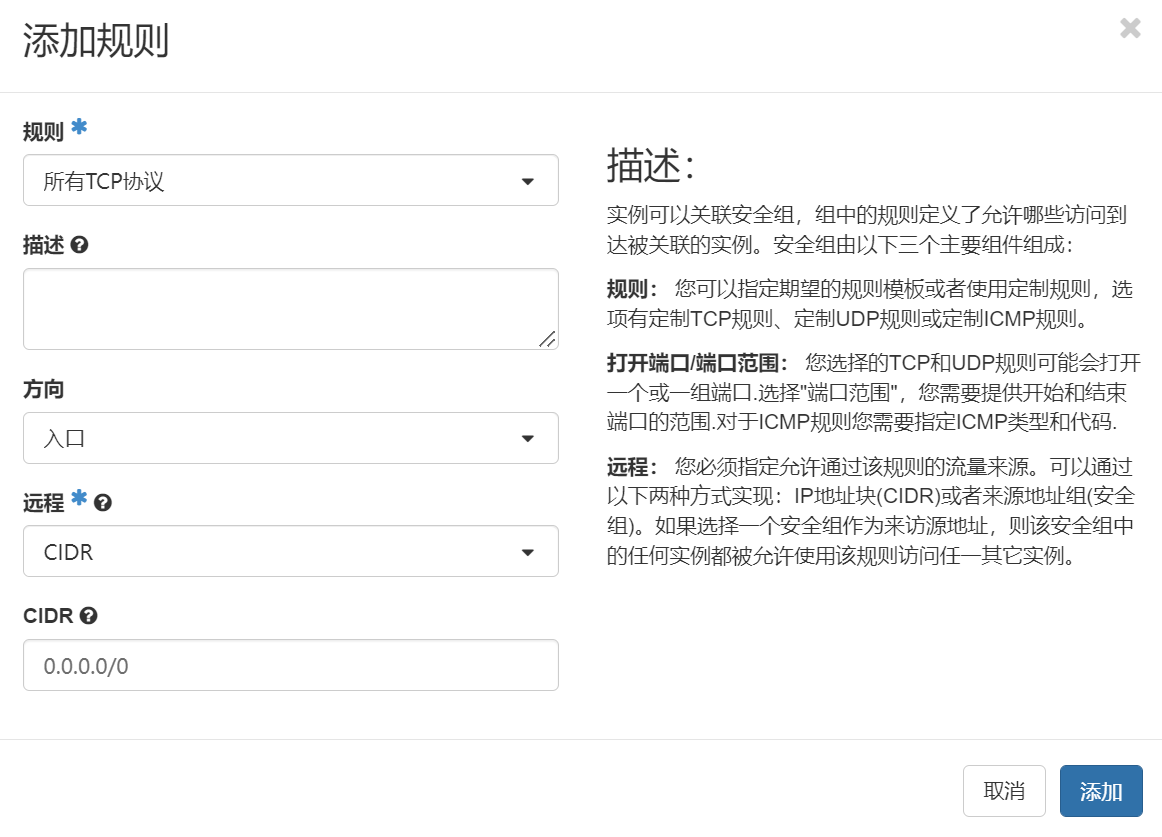 添加规则
×
规则 *
所有TCP协议
描述 ?
方向
入口
远程 * ?
CIDR
CIDR ?
0.0.0.0/0
描述：
实例可以关联安全组，组中的规则定义了允许哪些访问到
达被关联的实例。安全组由以下三个主要组件组成：
规则： 您可以指定期望的规则模板或者使用定制规则，选
项有定制TCP规则、定制UDP规则或定制ICMP规则。
打开端口/端口范围： 您选择的TCP和UDP规则可能会打开
一个或一组端口.选择"端口范围"，您需要提供开始和结束
端口的范围.对于ICMP规则您需要指定ICMP类型和代码.
远程： 您必须指定允许通过该规则的流量来源。可以通过
以下两种方式实现：IP地址块(CIDR)或者来源地址组(安全
组)。如果选择一个安全组作为来访源地址，则该安全组中
的任何实例都被允许使用该规则访问任一其它实例。
取消
添加